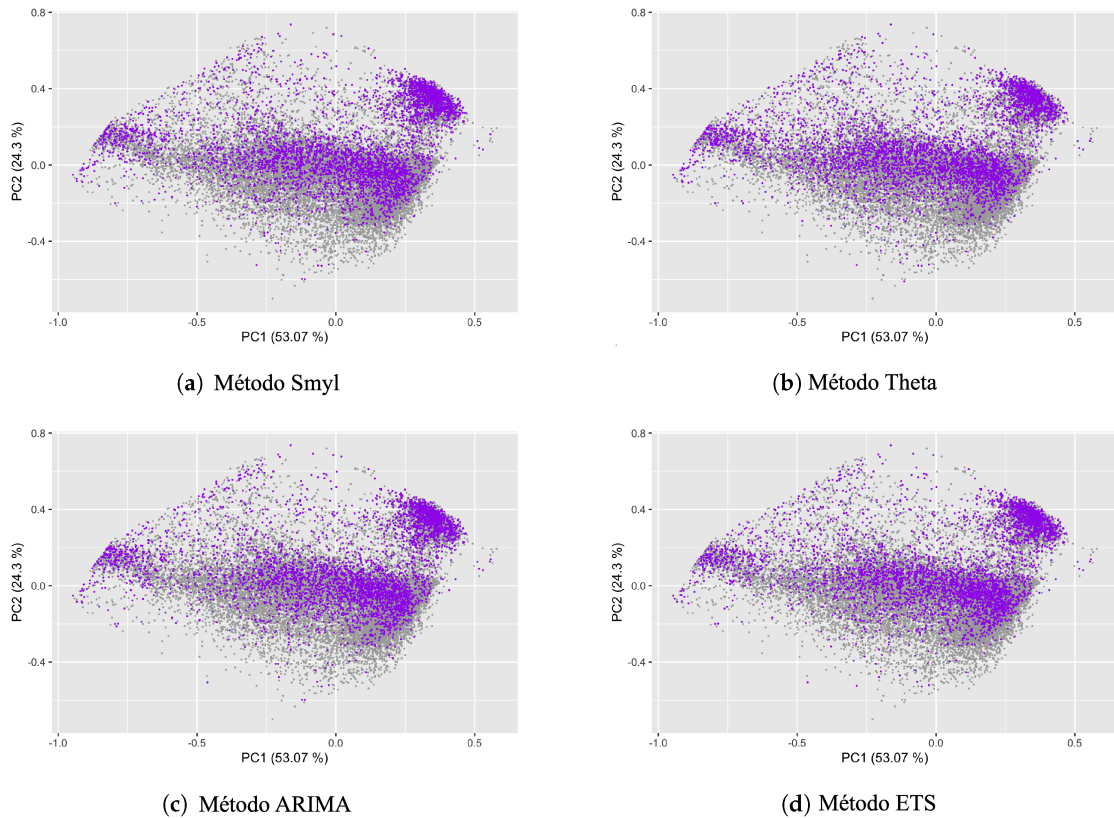 0.8
0.4
0.0
-0.4
PC2 (24.3 %)
-1.0 -0.5 0.0 0.5
PC1 (53.07 %)
(a) Método Smyl
0.8
0.4
0.0
-0.4
PC2 (24.3 %)
-1.0 -0.5 0.0 0.5
PC1 (53.07 %)
(b) Método Theta
0.8
0.4
0.0
-0.4
PC2 (24.3 %)
-1.0 -0.5 0.0 0.5
PC1 (53.07 %)
(c) Método ARIMA
0.8
0.4
0.0
-0.4
PC2 (24.3 %)
-1.0 -0.5 0.0 0.5
PC1 (53.07 %)
(d) Método ETS